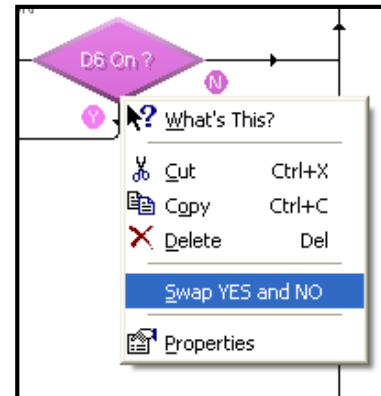 D6 On ?
N
Y
What's This?
Cut Ctrl+X
Copy Ctrl+C
Delete Del
Swap YES and NO
Properties